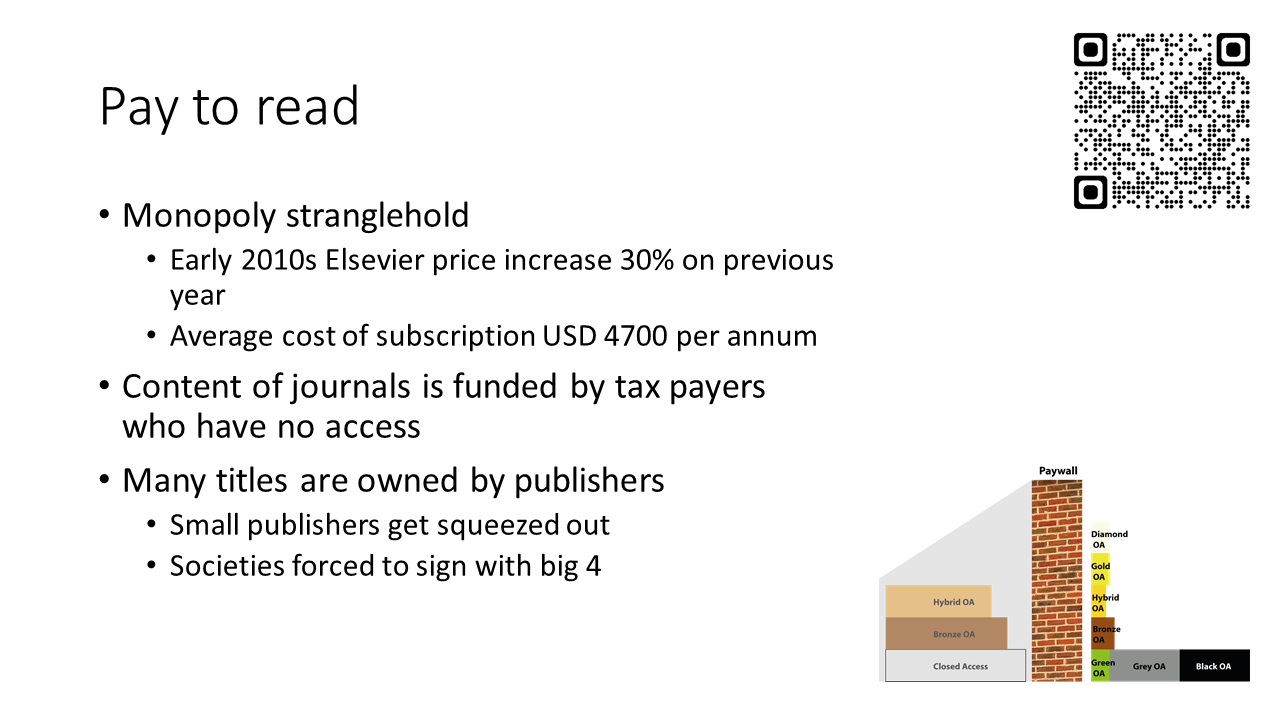 Pay to read
• Monopoly stranglehold
• Early 2010s Elsevier price increase 30% on previous
year
• Average cost of subscription USD 4700 per annum
• Content of journals is funded by tax payers
who have no access
• Many titles are owned by publishers
• Small publishers get squeezed out
• Societies forced to sign with big 4
Paywall
Hybrid OA
Bronze OA
Closed Access
Diamond
OA
Gold
OA
Hybrid
OA
Bronze
OA
Green
OA
Grey OA
Black OA